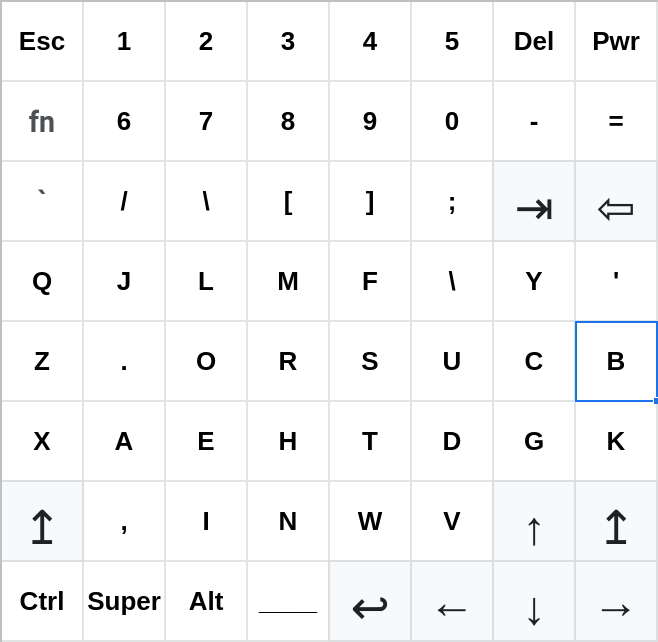 Esc 1 2 3 4 5 Del Pwr
fn 6 7 8 9 0 - =
` / \ [ ] ; ⇥ ⇦
Q J L M F \ Y '
Z . O R S U C B
X A E H T D G K
↥ , I N W V ↑ ↥
Ctrl Super Alt ____ ↩ ← ↓ →